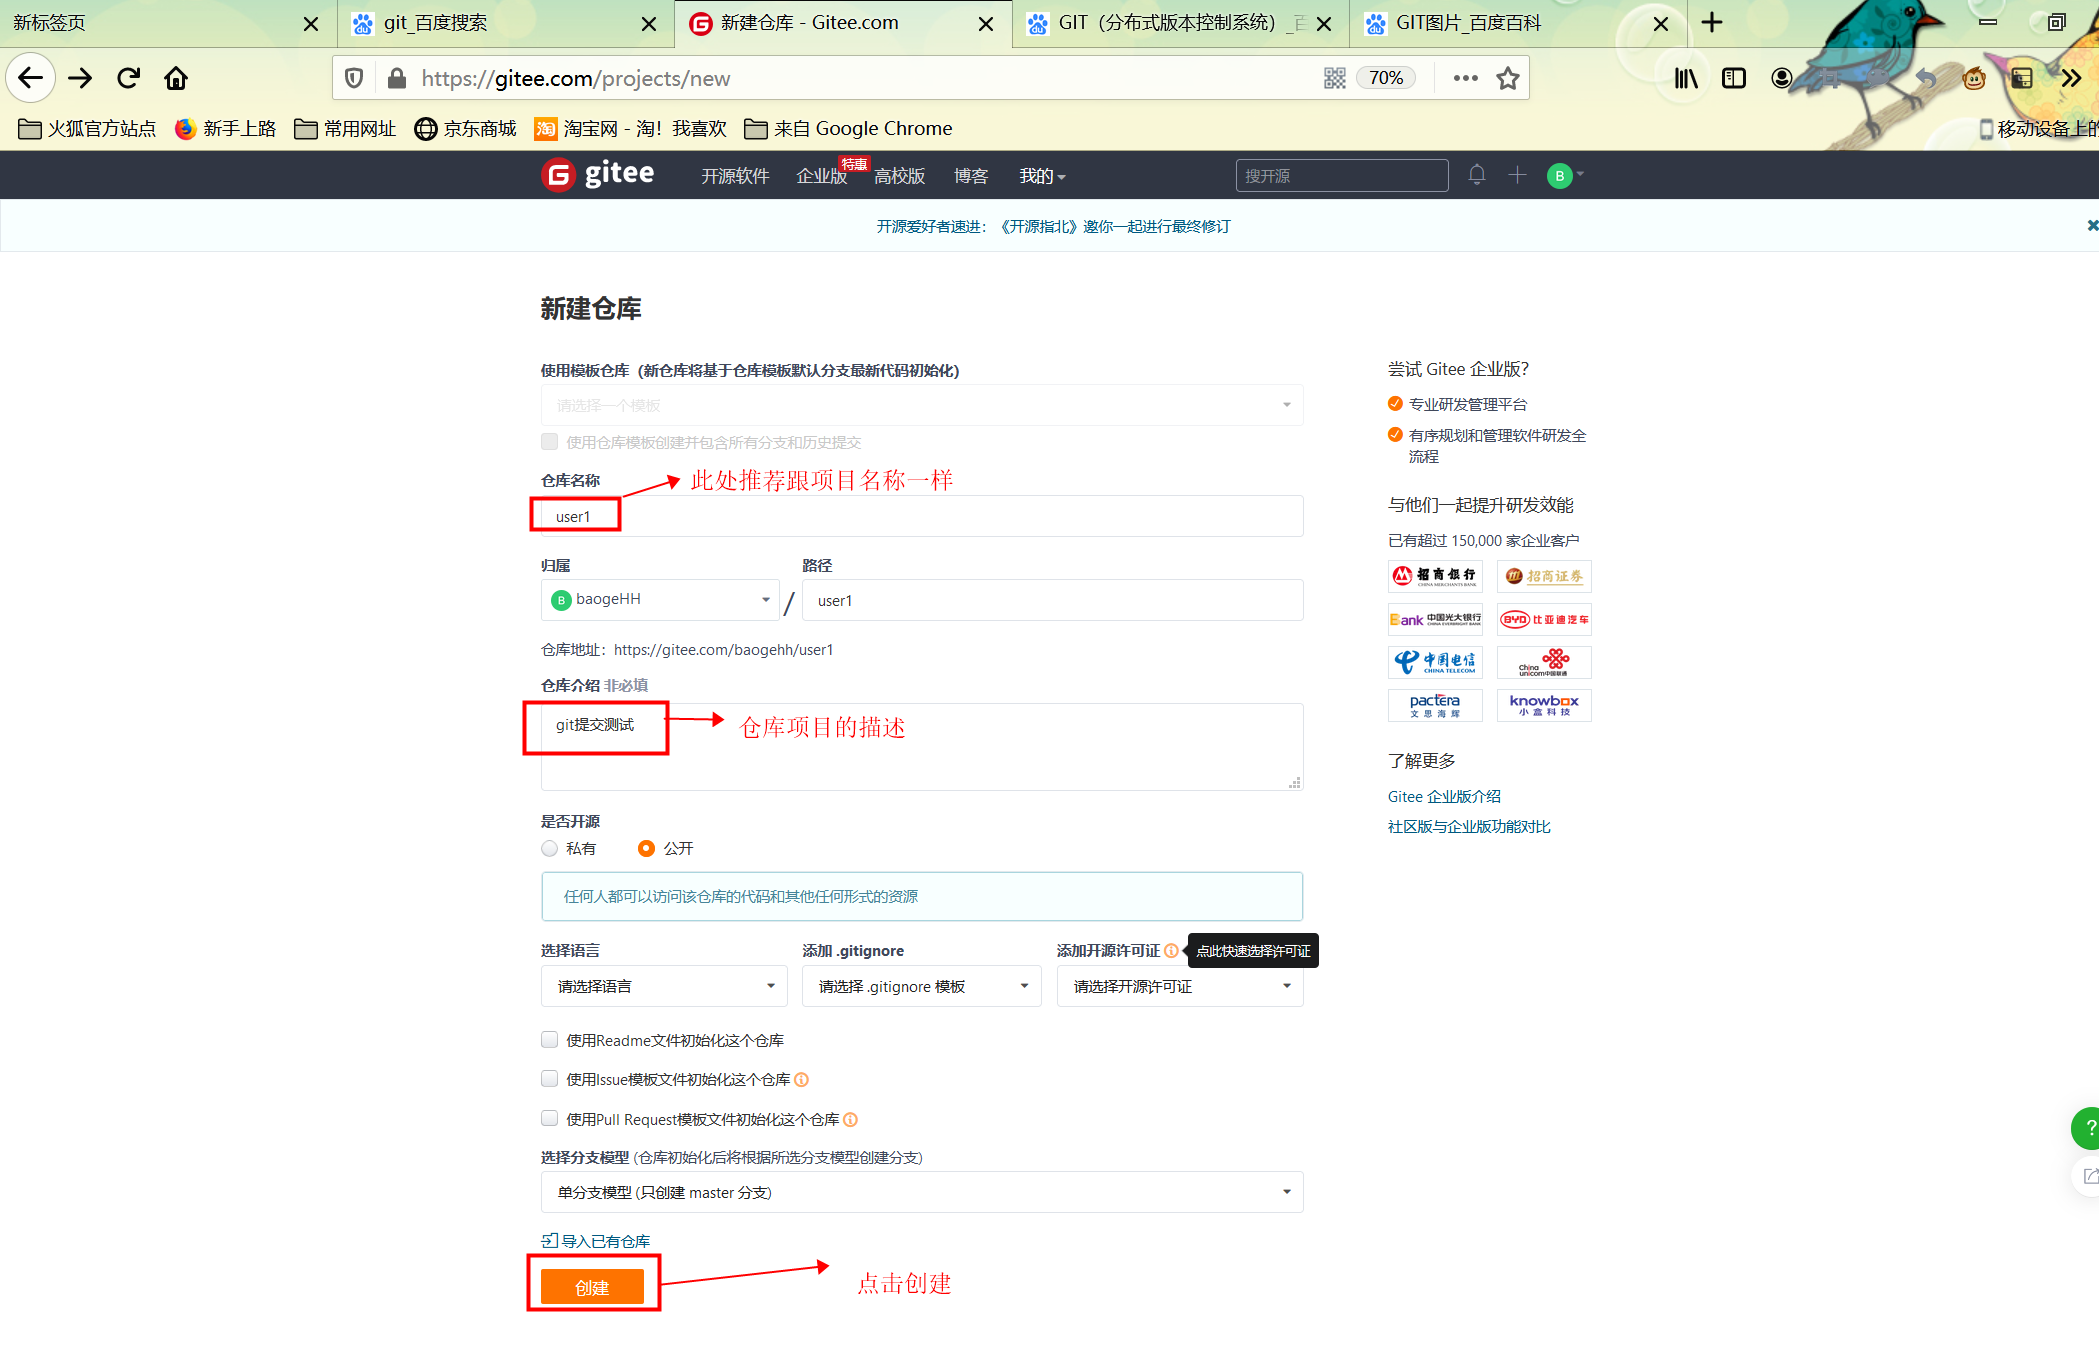 新标签页
git_百度搜索
新建仓库 - Gitee.com
GIT（分布式版本控制系统）_百
GIT图片_百度百科
https://gitee.com/projects/new
70%
火狐官方站点
新手上路
常用网址
京东商城
淘宝网 - 淘！我喜欢
来自 Google Chrome
移动设备上的
gitee
开源软件
企业版
特惠
高校版
博客
我的
搜开源
B
开源爱好者速进：《开源指北》邀你一起进行最终修订
新建仓库
使用模板仓库（新仓库将基于仓库模板默认分支最新代码初始化）
请选择一个模板
使用仓库模板创建并包含所有分支和历史提交
仓库名称
此处推荐跟项目名称一样
user1
归属
路径
B baogeHH
/
user1
仓库地址：https://gitee.com/baogehh/user1
仓库介绍 非必填
git提交测试
仓库项目的描述
是否开源
私有
公开
任何人都可以访问该仓库的代码和其他任何形式的资源
选择语言
添加 .gitignore
添加开源许可证
点此快速选择许可证
请选择语言
请选择 .gitignore 模板
请选择开源许可证
使用Readme文件初始化这个仓库
使用Issue模板文件初始化这个仓库
使用Pull Request模板文件初始化这个仓库
选择分支模型 (仓库初始化后将根据所选分支模型创建分支)
单分支模型 (只创建 master 分支)
导入已有仓库
创建
点击创建
尝试 Gitee 企业版？
专业研发管理平台
有序规划和管理软件研发全
流程
与他们一起提升研发效能
已有超过 150,000 家企业客户
招商银行
CHINA MERCHANTS BANK
招商证券
Bank 中国光大银行
CHINA EVERBRIGHT BANK
BYD 比亚迪汽车
中国电信
CHINA TELECOM
China
unicom中国联通
pactera
文思海辉
knowbox
小盒科技
了解更多
Gitee 企业版介绍
社区版与企业版功能对比
?